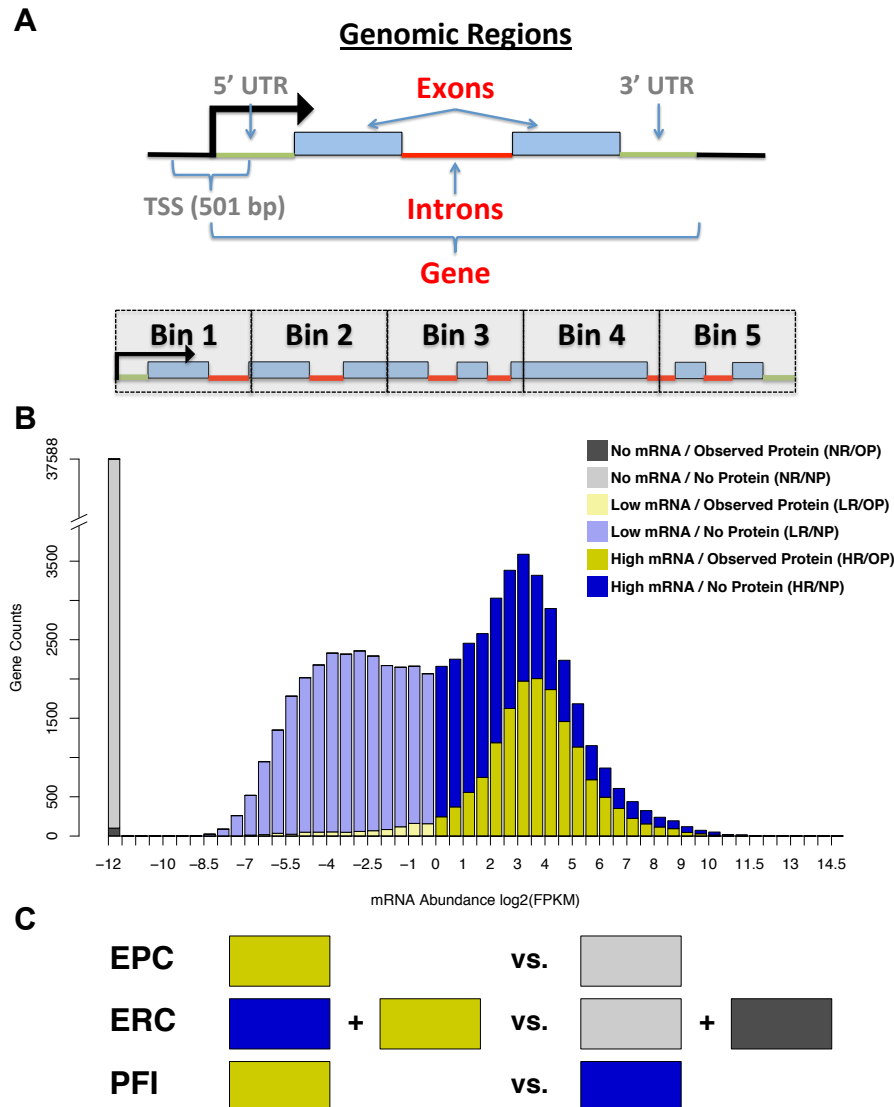 A
Genomic Regions
5’ UTR
Exons
3’ UTR
TSS (501 bp)
Introns
Gene
Bin 1 Bin 2 Bin 3 Bin 4 Bin 5
B
37588
3500
2500
1500
500
0
Gene Counts
No mRNA / Observed Protein (NR/OP)
No mRNA / No Protein (NR/NP)
Low mRNA / Observed Protein (LR/OP)
Low mRNA / No Protein (LR/NP)
High mRNA / Observed Protein (HR/OP)
High mRNA / No Protein (HR/NP)
−12 −10 −8.5 −7 −5.5 −4 −2.5 −1 0 1 2 3 4 5 6 7 8 9 10 11.5 13 14.5
mRNA Abundance log2(FPKM)
C
EPC vs.
ERC + vs. +
PFI vs.